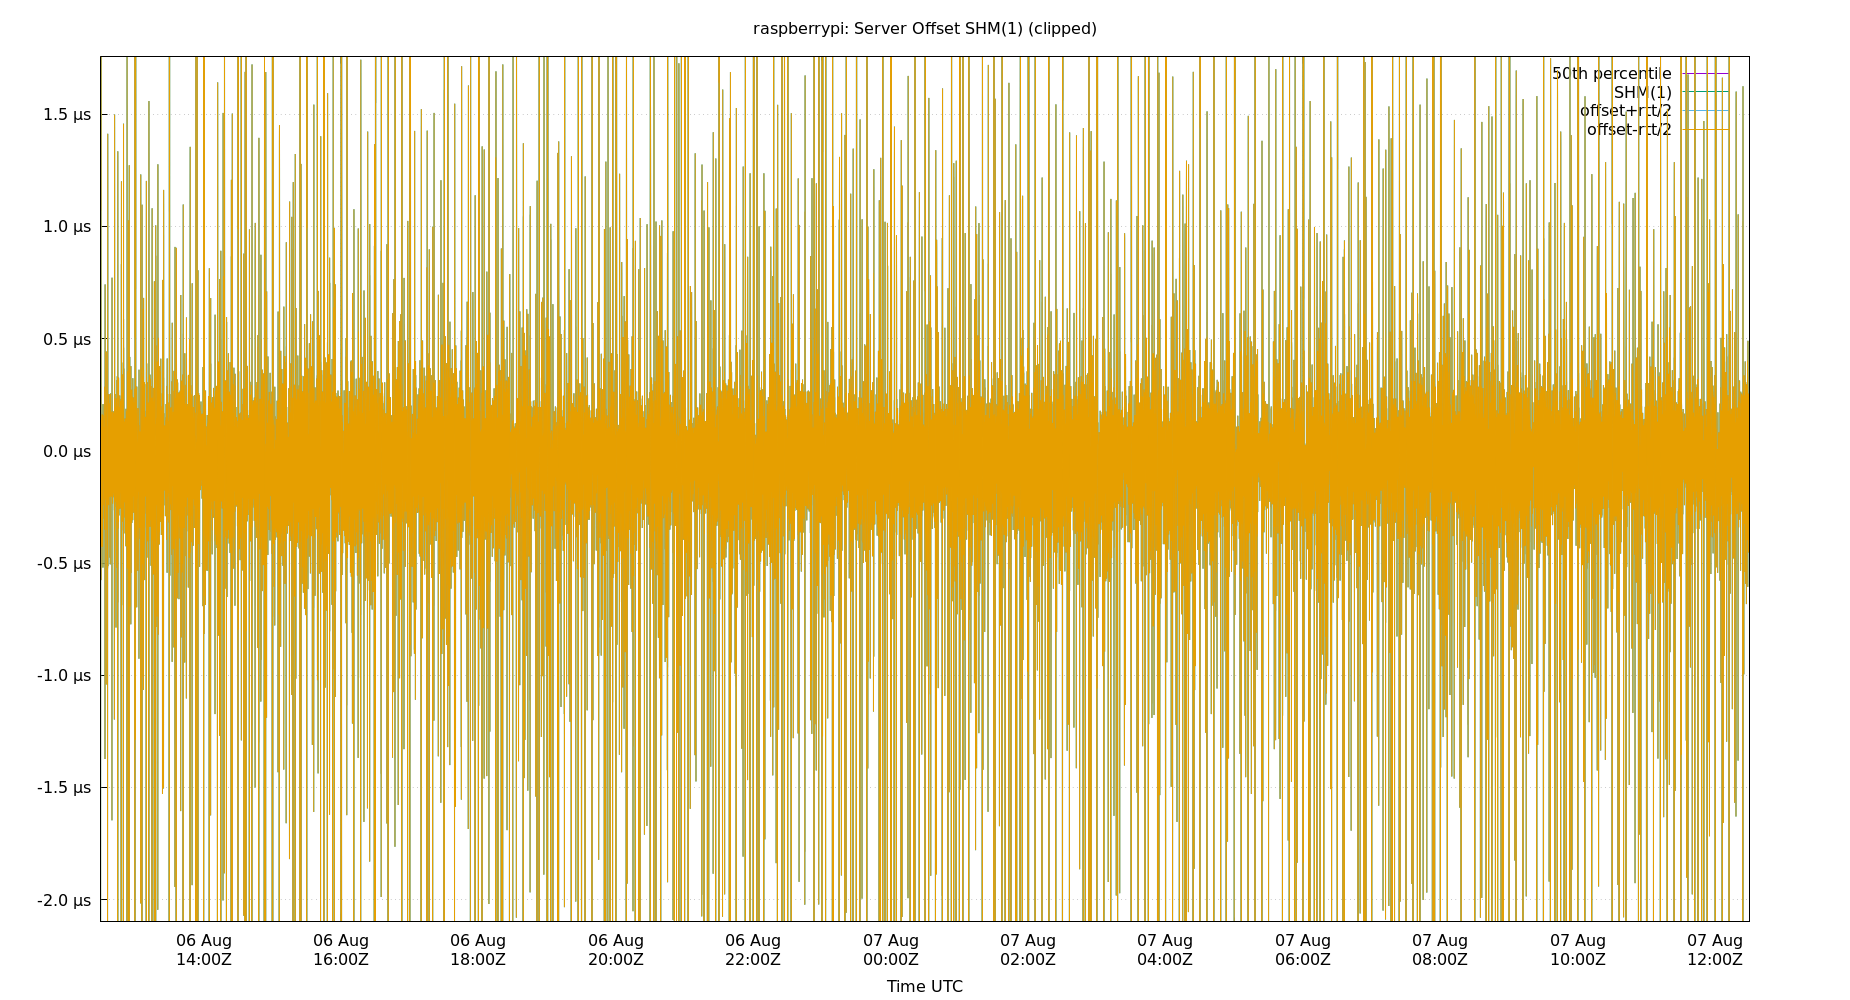 raspberrypi: Server Offset SHM(1) (clipped)
50th percentile
SHM(1)
offset+rtt/2
offset-rtt/2
1.5 µs
1.0 µs
0.5 µs
0.0 µs
-0.5 µs
-1.0 µs
-1.5 µs
-2.0 µs
06 Aug 06 Aug 06 Aug 06 Aug 06 Aug 07 Aug 07 Aug 07 Aug 07 Aug 07 Aug 07 Aug 07 Aug
14:00Z 16:00Z 18:00Z 20:00Z 22:00Z 00:00Z 02:00Z 04:00Z 06:00Z 08:00Z 10:00Z 12:00Z
Time UTC